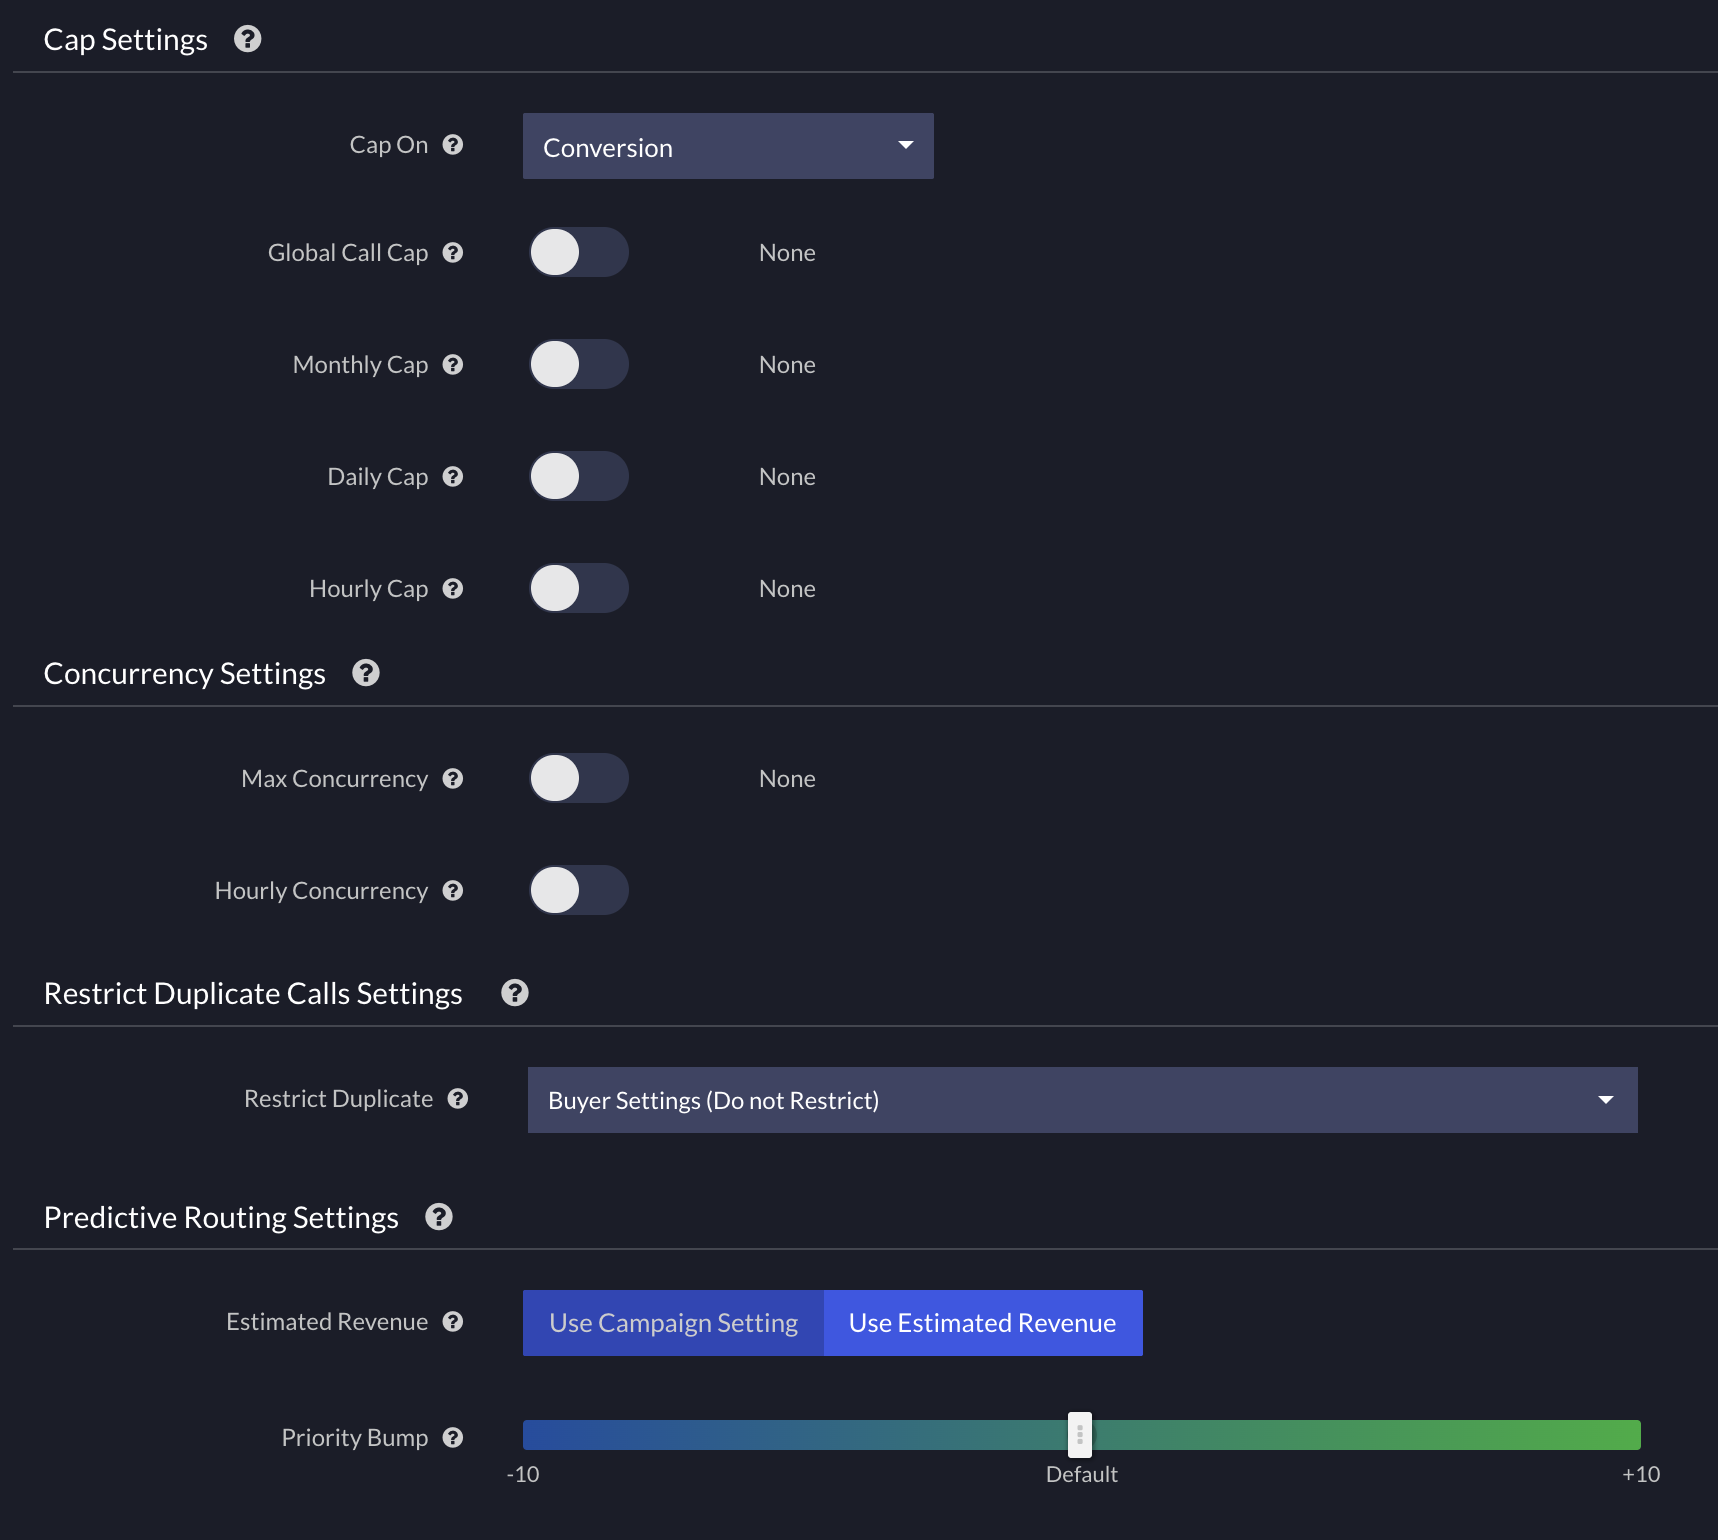 Cap Settings
Cap On
Conversion
Global Call Cap
None
Monthly Cap
None
Daily Cap
None
Hourly Cap
None
Concurrency Settings
Max Concurrency
None
Hourly Concurrency
Restrict Duplicate Calls Settings
Restrict Duplicate
Buyer Settings (Do not Restrict)
Predictive Routing Settings
Estimated Revenue
Use Campaign Setting
Use Estimated Revenue
Priority Bump
-10
Default
+10